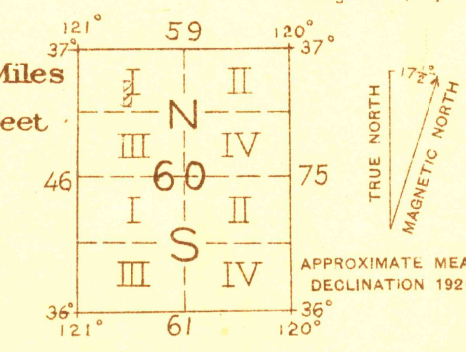 121° 59 120°
37° 37°
Miles
I II
17½°
N
eet
III IV
TRUE NORTH
MAGNETIC NORTH
46 60 75
I II
S
III IV
APPROXIMATE MEA
DECLINATION 192
36° 36°
121° 61 120°